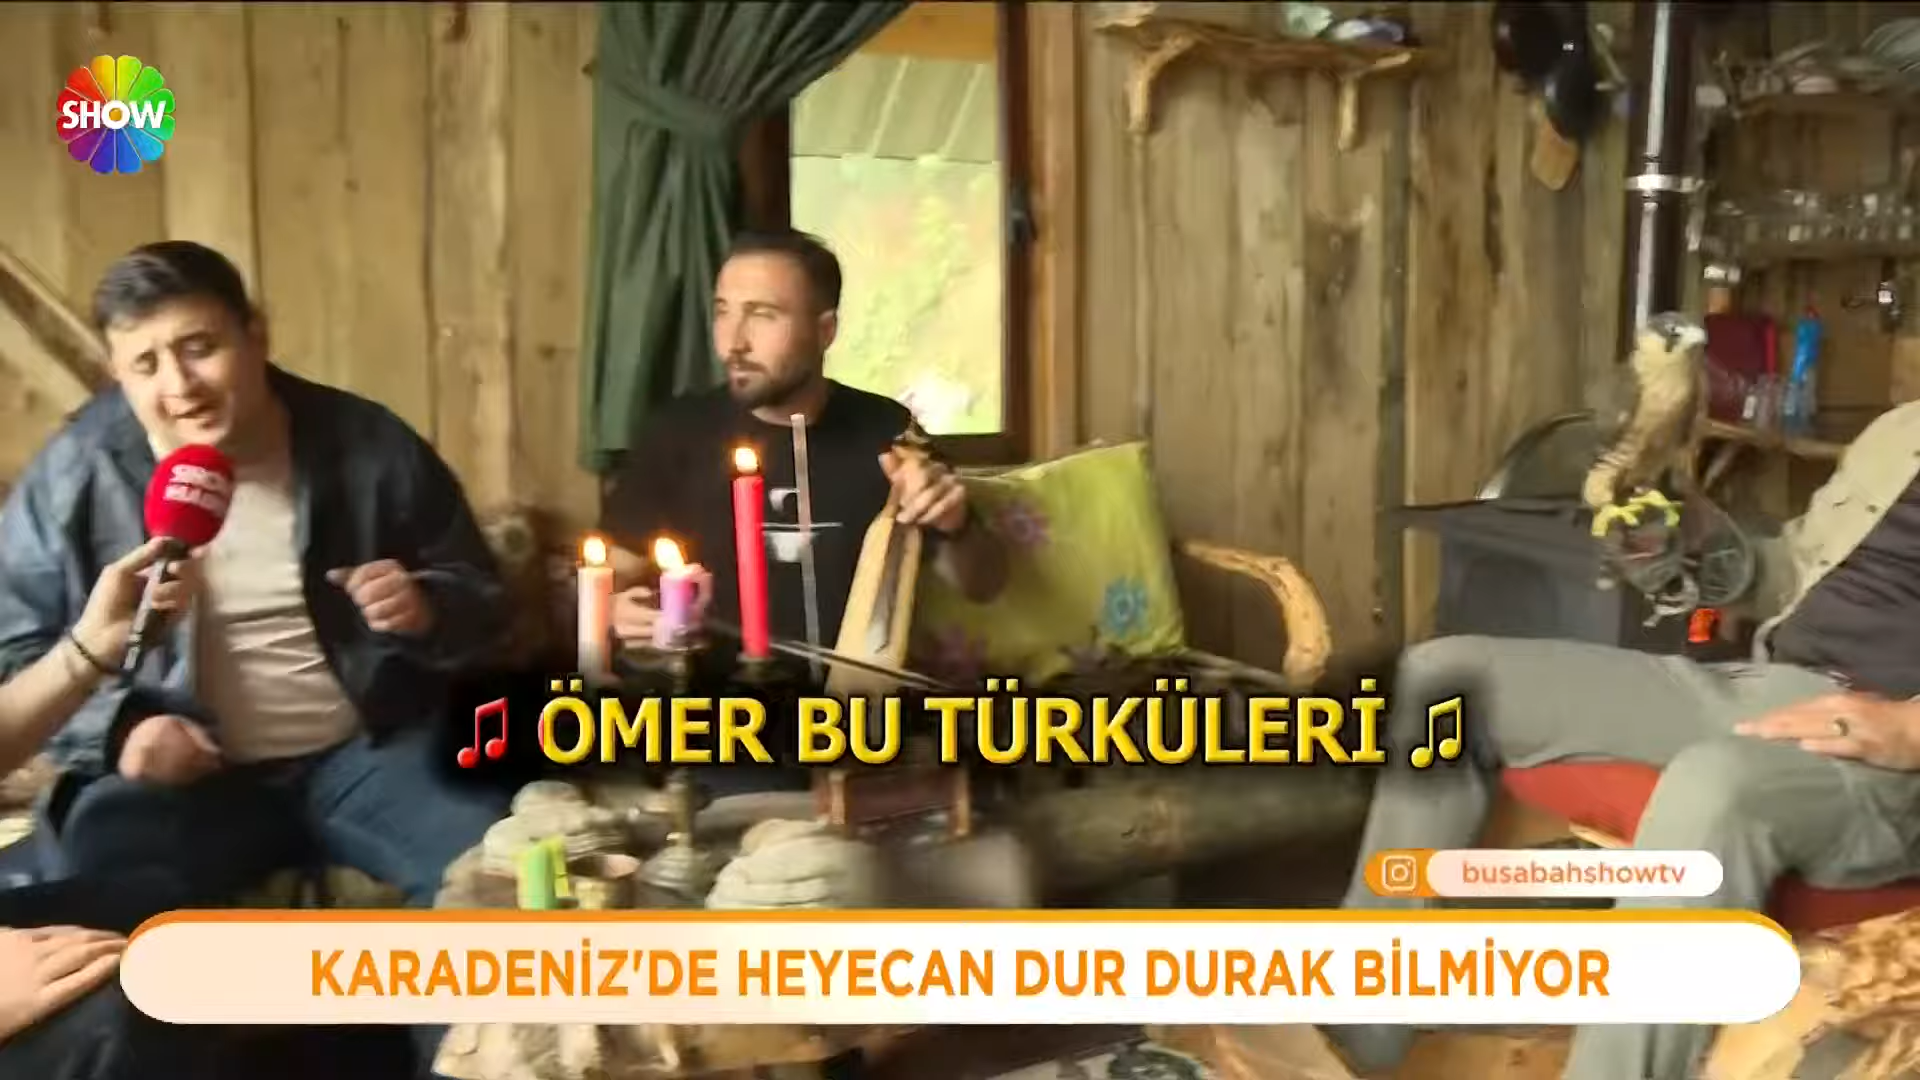 SHOW
♫ ÖMER BU TÜRKÜLERİ ♫
busabahshowtv
KARADENİZ'DE HEYECAN DUR DURAK BİLMİYOR